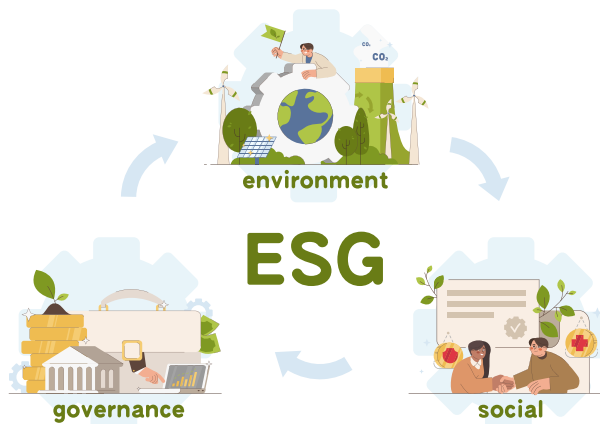 CO₂
CO₂
environment
ESG
governance
social